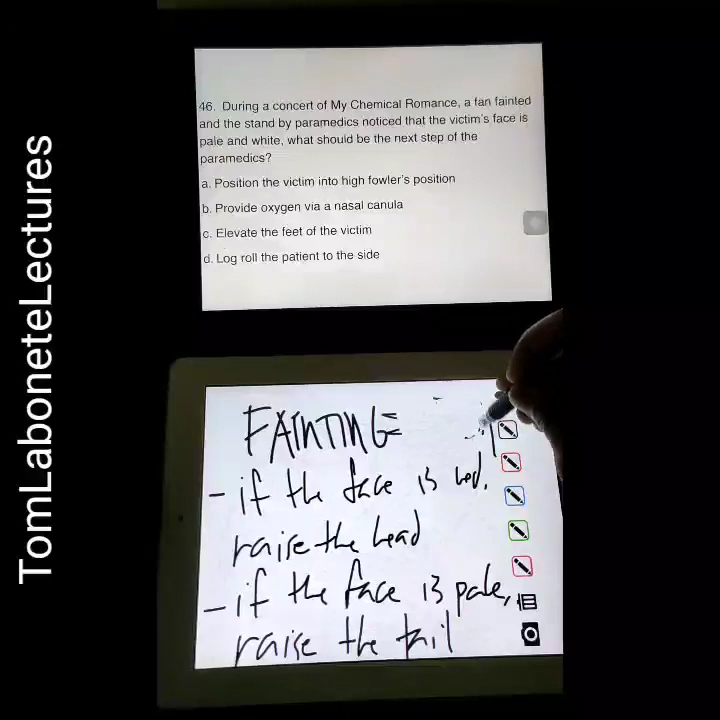 TomLaboneteLectures
46. During a concert of My Chemical Romance, a fan fainted
and the stand by paramedics noticed that the victim's face is
pale and white, what should be the next step of the
paramedics?
a. Position the victim into high fowler's position
b. Provide oxygen via a nasal canula
c. Elevate the feet of the victim
d. Log roll the patient to the side
FAINTING
- if the face is red,
raise the head
- if the face is pale,
raise the tail